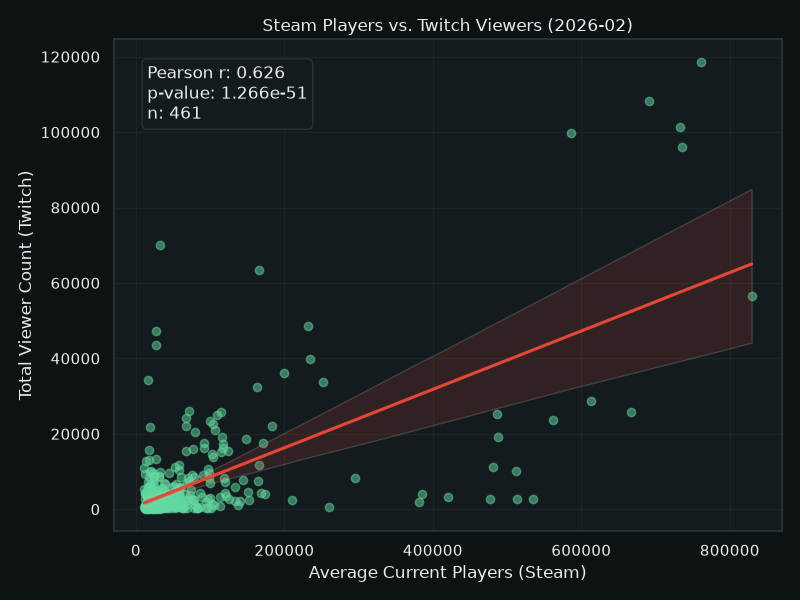 Steam Players vs. Twitch Viewers (2026-02)
Pearson r: 0.626
p-value: 1.266e-51
n: 461
Total Viewer Count (Twitch)
120000
100000
80000
60000
40000
20000
0
0 200000 400000 600000 800000
Average Current Players (Steam)